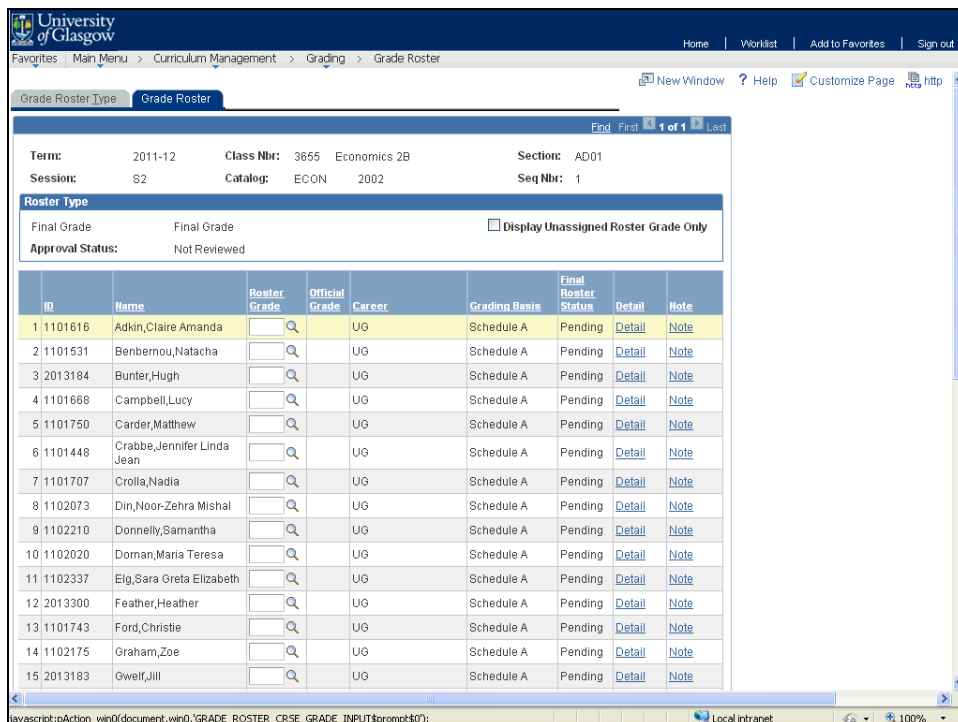 University
of Glasgow
Home | Worklist | Add to Favorites | Sign out
Favorites Main Menu > Curriculum Management > Grading > Grade Roster
New Window ? Help Customize Page http
Grade Roster Type Grade Roster
Find First 1 of 1 Last
Term: 2011-12 Class Nbr: 3655 Economics 2B Section: AD01
Session: S2 Catalog: ECON 2002 Seq Nbr: 1
Roster Type
Final Grade Final Grade Display Unassigned Roster Grade Only
Approval Status: Not Reviewed
ID Name Roster Grade Official Grade Career Grading Basis Final Roster Status Detail Note
1 1101616 Adkin,Claire Amanda UG Schedule A Pending Detail Note
2 1101531 Benbernou,Natacha UG Schedule A Pending Detail Note
3 2013184 Bunter,Hugh UG Schedule A Pending Detail Note
4 1101668 Campbell,Lucy UG Schedule A Pending Detail Note
5 1101750 Carder,Matthew UG Schedule A Pending Detail Note
6 1101448 Crabbe,Jennifer Linda Jean UG Schedule A Pending Detail Note
7 1101707 Crolla,Nadia UG Schedule A Pending Detail Note
8 1102073 Din,Noor-Zehra Mishal UG Schedule A Pending Detail Note
9 1102210 Donnelly,Samantha UG Schedule A Pending Detail Note
10 1102020 Dornan,Maria Teresa UG Schedule A Pending Detail Note
11 1102337 Elg,Sara Greta Elizabeth UG Schedule A Pending Detail Note
12 2013300 Feather,Heather UG Schedule A Pending Detail Note
13 1101743 Ford,Christie UG Schedule A Pending Detail Note
14 1102175 Graham,Zoe UG Schedule A Pending Detail Note
15 2013183 Gwelf,Jill UG Schedule A Pending Detail Note
javascript:pAction_win0(document.win0,'GRADE_ROSTER_CRSE_GRADE_INPUT$prompt$0'); Local intranet 100%